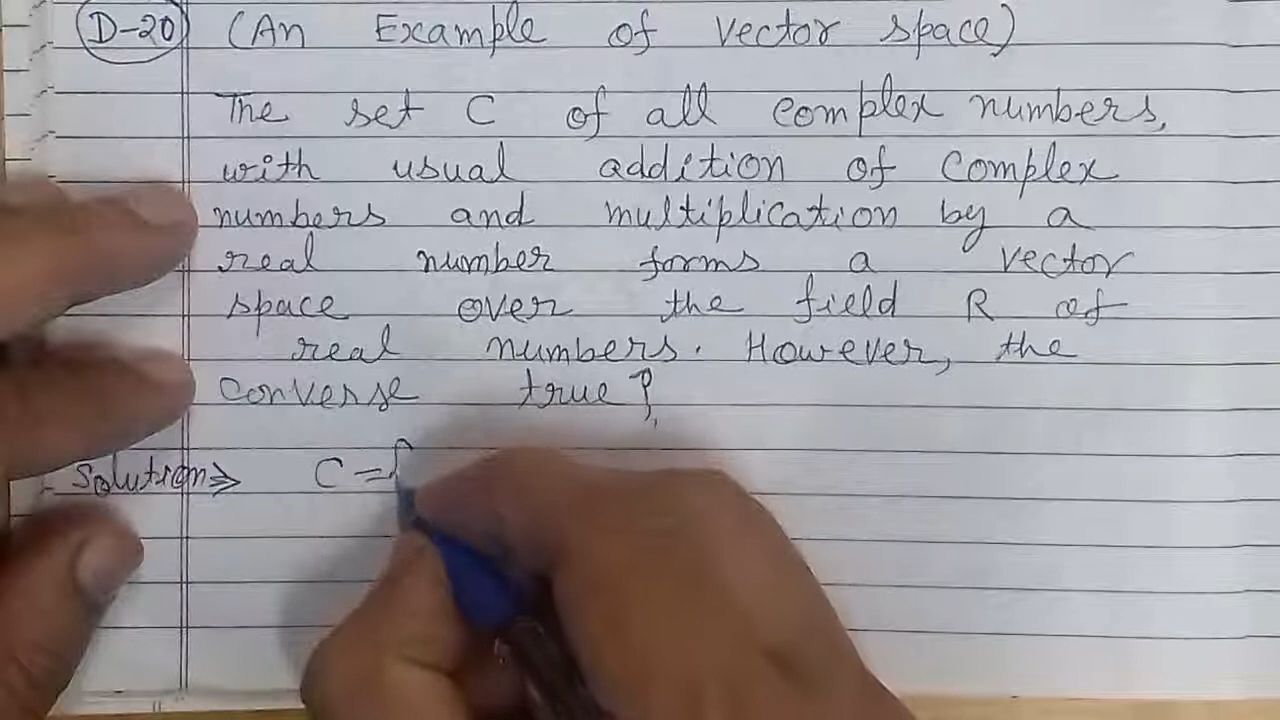 D-20 (An Example of vector space)
The set C of all complex numbers,
with usual addition of complex
numbers and multiplication by a
real number forms a vector
space over the field R of
real numbers. However, the
converse true?,
Solution⇒ C = {